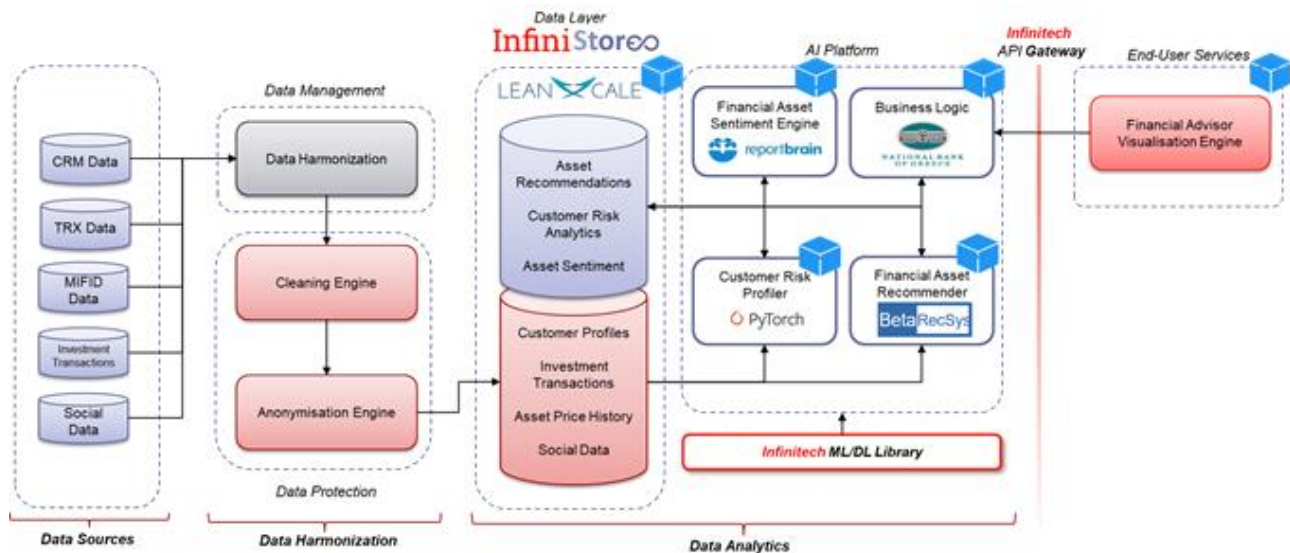 Data Layer
InfiniStore
LEANXCALE
Infinitech
API Gateway
AI Platform
End-User Services
Data Management
CRM Data
TRX Data
MIFID
Data
Investment
Transactions
Social
Data
Data Harmonization
Cleaning Engine
Anonymisation Engine
Data Protection
Asset
Recommendations
Customer Risk
Analytics
Asset Sentiment
Customer Profiles
Investment
Transactions
Asset Price History
Social Data
Financial Asset
Sentiment Engine
reportbrain
Business Logic
NATIONAL BANK
OF GREECE
Customer Risk
Profiler
PyTorch
Financial Asset
Recommender
BetaRecSys
Infinitech ML/DL Library
Financial Advisor
Visualisation Engine
Data Sources
Data Harmonization
Data Analytics